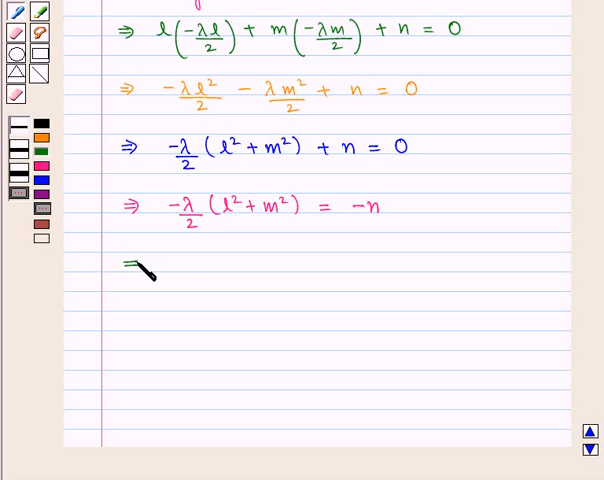 ⇒ l(-λl/2) + m(-λm/2) + n = 0
⇒ -λl²/2 - λm²/2 + n = 0
⇒ -λ/2 (l² + m²) + n = 0
⇒ -λ/2 (l² + m²) = -n